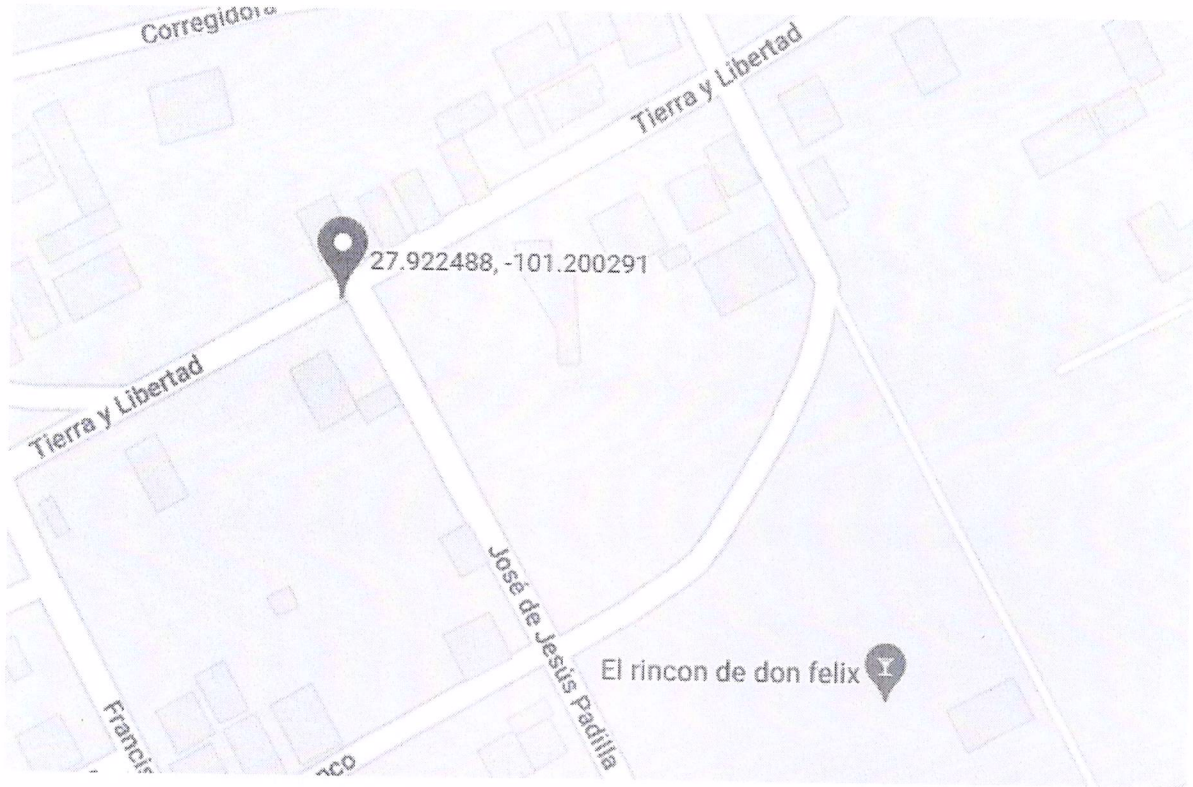 Corregidora
Tierra y Libertad
27.922488, -101.200291
Tierra y Libertad
José de Jesús Padilla
El rincon de don felix